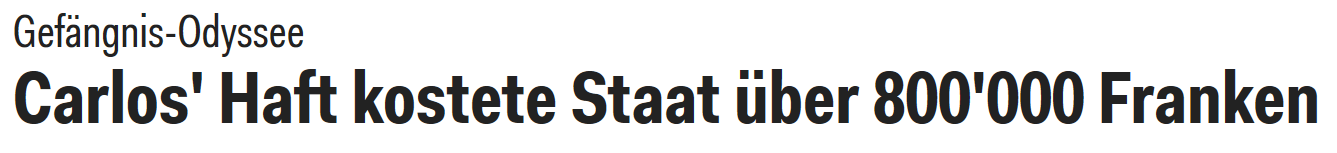 Gefängnis-Odyssee
Carlos' Haft kostete Staat über 800'000 Franken